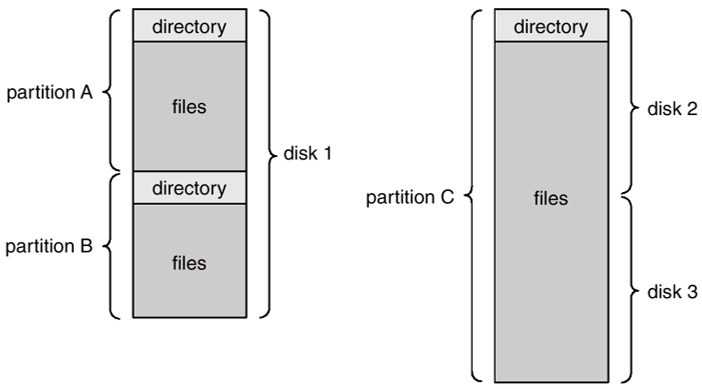 directory
partition A
files
disk 1
directory
partition B
files
directory
disk 2
partition C
files
disk 3